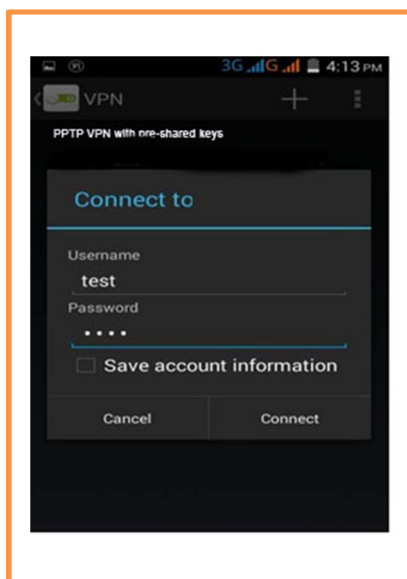 3G G 4:13 PM
VPN
PPTP VPN with pre-shared keys
Connect to
Username
test
Password
Save account information
Cancel Connect